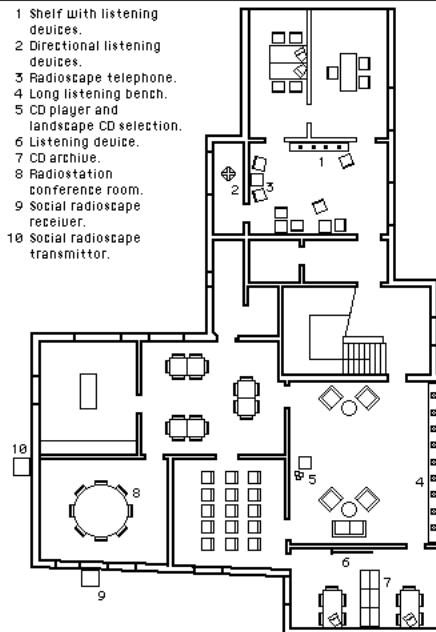 1 Shelf with listening
devices.
2 Directional listening
devices.
3 Radioscape telephone.
4 Long listening bench.
5 CD player and
landscape CD selection.
6 Listening device.
7 CD archive.
8 Radiostation
conference room.
9 Social radioscape
receiver.
10 Social radioscape
transmittor.
1
2
3
10
8
5
4
6
7
9